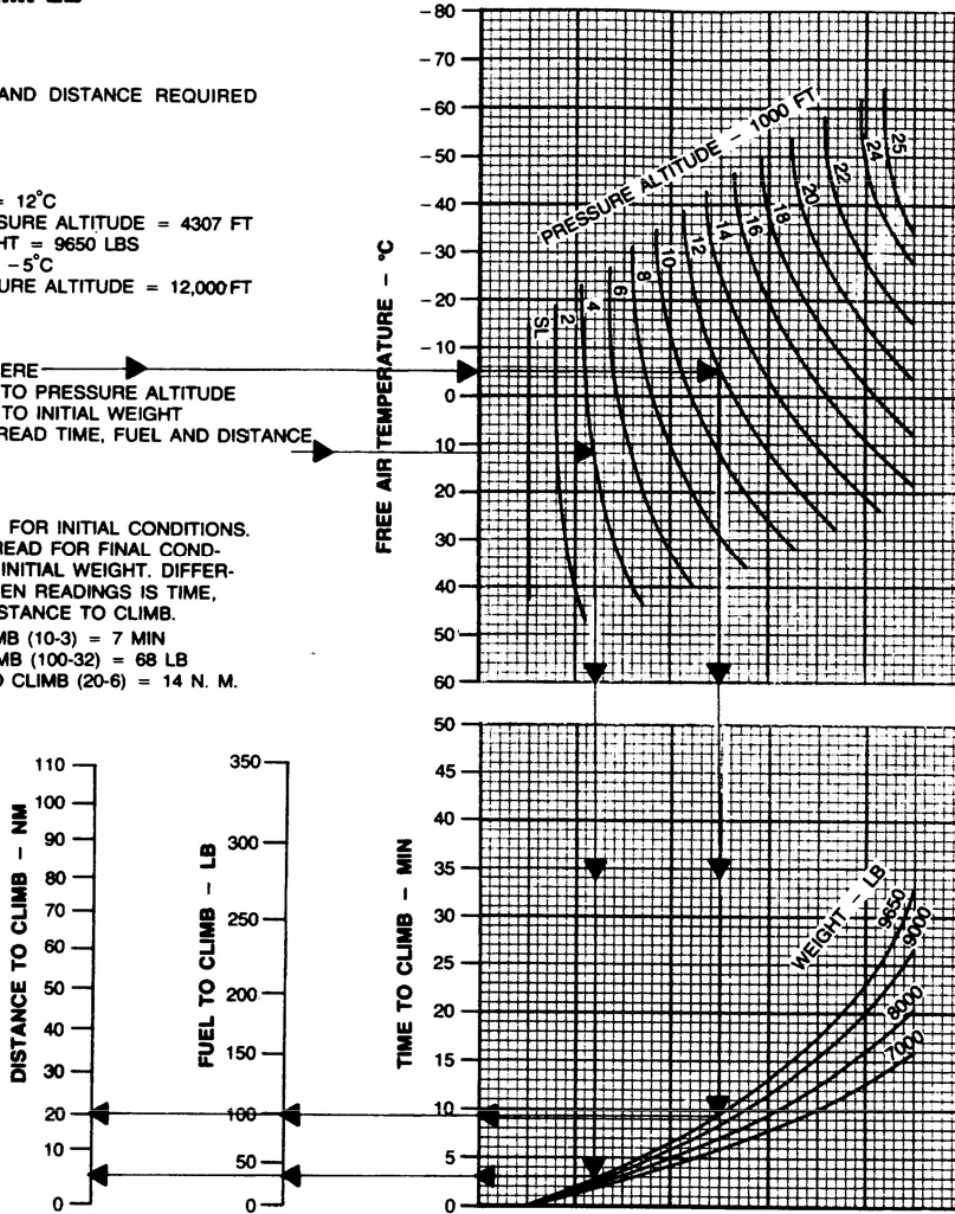 AND DISTANCE REQUIRED
= 12°C
SURE ALTITUDE = 4307 FT
HT = 9650 LBS
-5°C
URE ALTITUDE = 12,000 FT
ERE
TO PRESSURE ALTITUDE
TO INITIAL WEIGHT
READ TIME, FUEL AND DISTANCE
FOR INITIAL CONDITIONS.
READ FOR FINAL COND-
INITIAL WEIGHT. DIFFER-
EN READINGS IS TIME,
STANCE TO CLIMB.
MB (10-3) = 7 MIN
MB (100-32) = 68 LB
O CLIMB (20-6) = 14 N. M.
FREE AIR TEMPERATURE - °C
-80
-70
-60
-50
-40
-30
-20
-10
0
10
20
30
40
50
60
PRESSURE ALTITUDE - 1000 FT
SL
2
4
6
8
10
12
14
16
18
20
22
24
25
DISTANCE TO CLIMB - NM
110
100
90
80
70
60
50
40
30
20
10
0
FUEL TO CLIMB - LB
350
300
250
200
150
100
50
0
TIME TO CLIMB - MIN
50
45
40
35
30
25
20
15
10
5
0
WEIGHT - LB
9650
9000
8000
7000